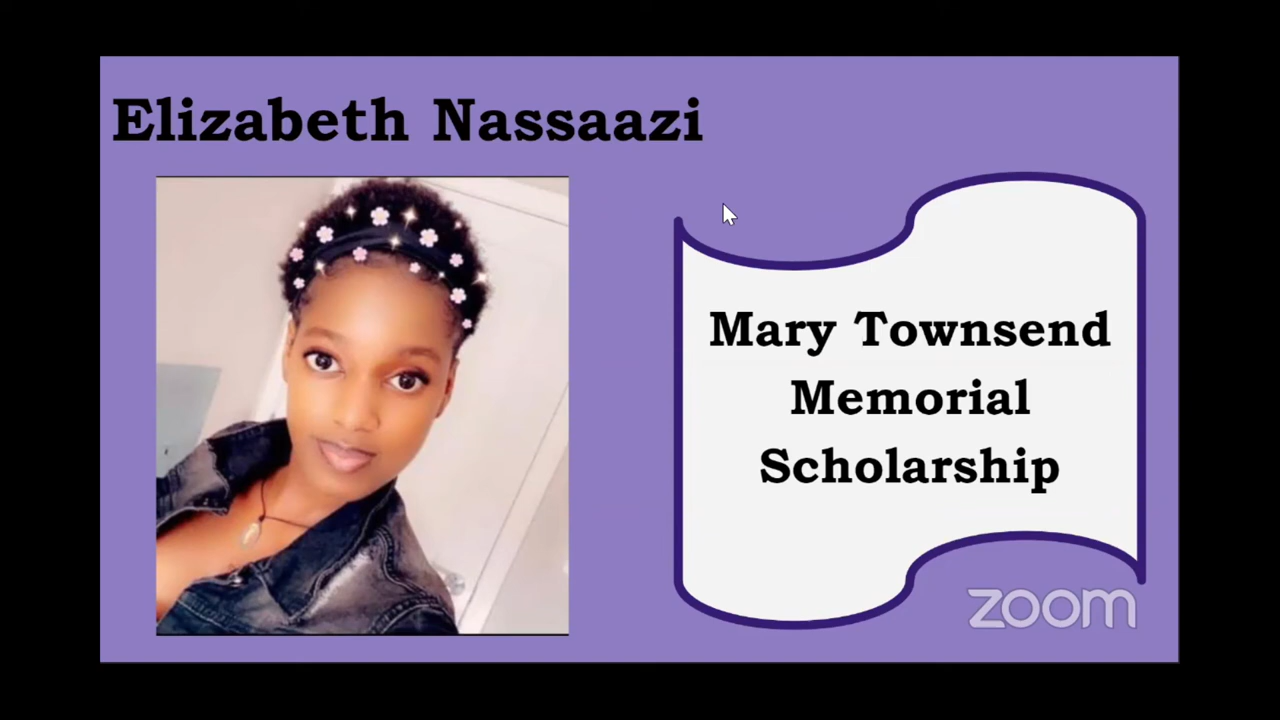 Elizabeth Nassaazi
Mary Townsend
Memorial
Scholarship
zoom